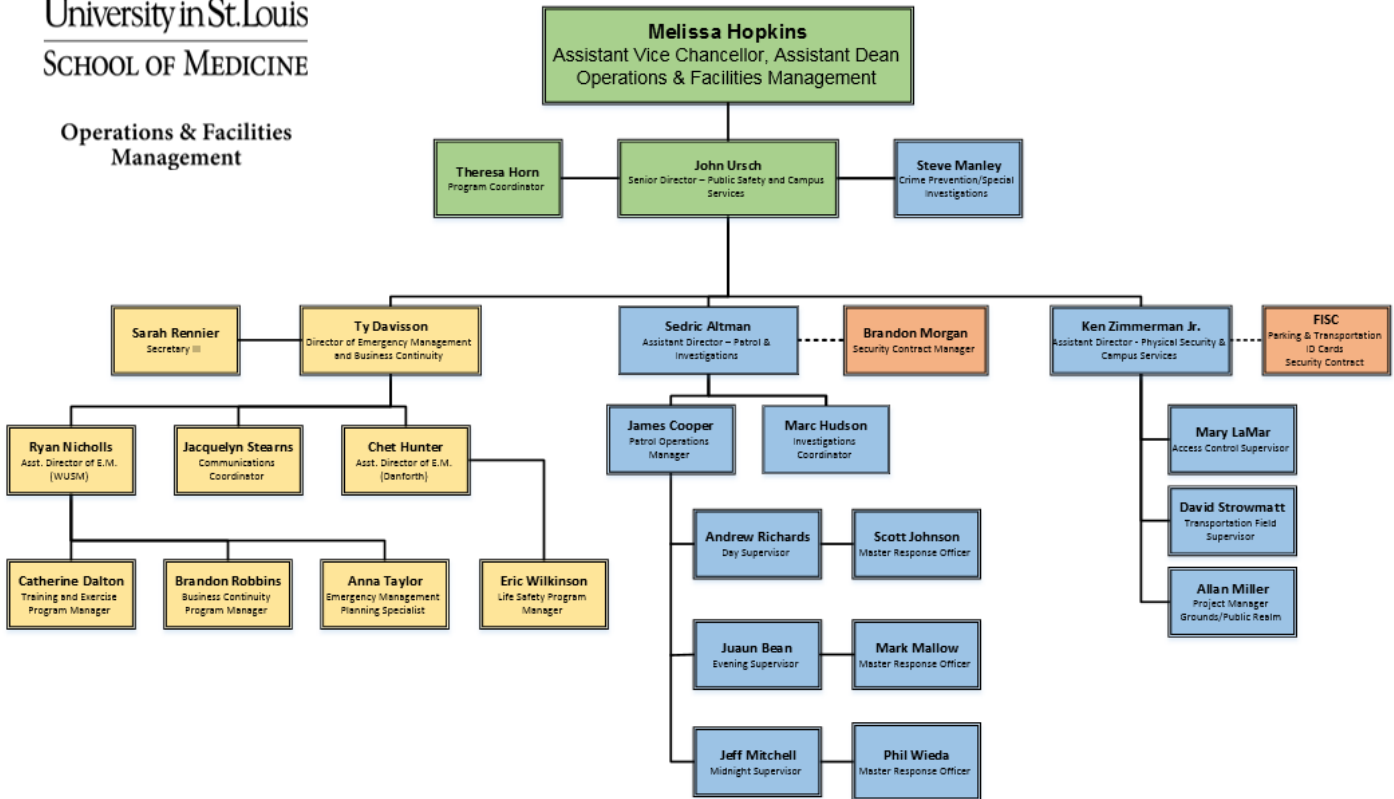 University in St. Louis
SCHOOL OF MEDICINE
Operations & Facilities
Management
Melissa Hopkins
Assistant Vice Chancellor, Assistant Dean
Operations & Facilities Management
Theresa Horn
Program Coordinator
John Ursch
Senior Director – Public Safety and Campus
Services
Steve Manley
Crime Prevention/Special
Investigations
Sarah Rennier
Secretary III
Ty Davisson
Director of Emergency Management
and Business Continuity
Sedric Altman
Assistant Director – Patrol &
Investigations
Brandon Morgan
Security Contract Manager
Ken Zimmerman Jr.
Assistant Director - Physical Security &
Campus Services
FISC
Parking & Transportation
ID Cards
Security Contract
Ryan Nicholls
Asst. Director of E.M.
(WUSM)
Jacquelyn Stearns
Communications
Coordinator
Chet Hunter
Asst. Director of E.M.
(Danforth)
James Cooper
Patrol Operations
Manager
Marc Hudson
Investigations
Coordinator
Mary LaMar
Access Control Supervisor
David Strowmatt
Transportation Field
Supervisor
Allan Miller
Project Manager
Grounds/Public Realm
Catherine Dalton
Training and Exercise
Program Manager
Brandon Robbins
Business Continuity
Program Manager
Anna Taylor
Emergency Management
Planning Specialist
Eric Wilkinson
Life Safety Program
Manager
Andrew Richards
Day Supervisor
Scott Johnson
Master Response Officer
Juaun Bean
Evening Supervisor
Mark Mallow
Master Response Officer
Jeff Mitchell
Midnight Supervisor
Phil Wieda
Master Response Officer